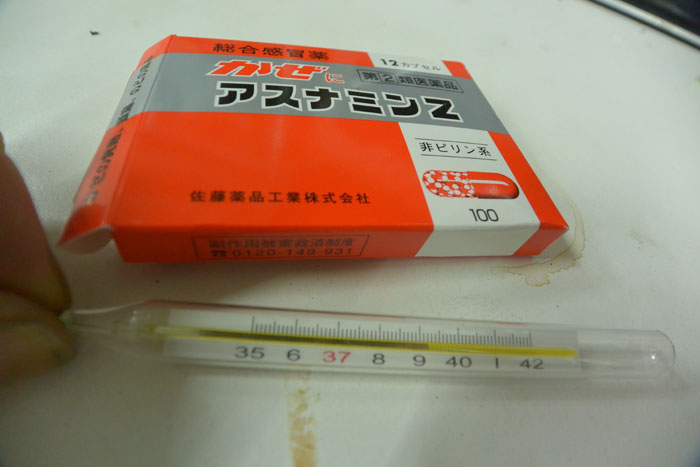 総合感冒薬
12カプセル
かぜに
第②類医薬品
アスナミンZ
非ピリン系
100
佐藤薬品工業株式会社
副作用被害救済制度
☎0120-149-931
35 6 37 8 9 40 1 42